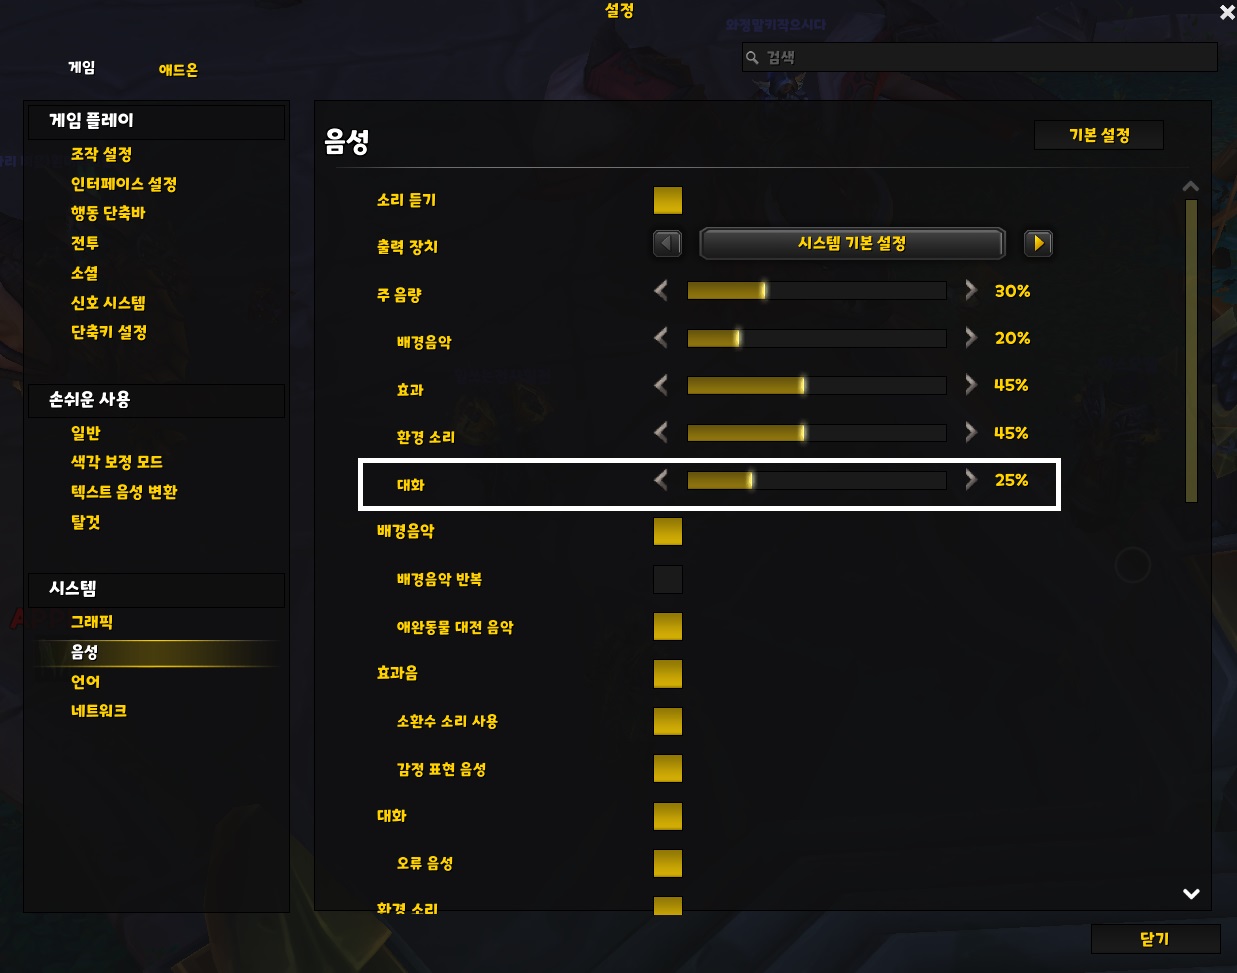 설정
와정말키작으시다
검색
게임
애드온
게임 플레이
조작 설정
인터페이스 설정
행동 단축바
전투
소셜
신호 시스템
단축키 설정
손쉬운 사용
일반
색각 보정 모드
텍스트 음성 변환
탈것
시스템
그래픽
음성
언어
네트워크
음성
기본 설정
소리 듣기
출력 장치
시스템 기본 설정
주 음량
30%
배경음악
20%
효과
45%
환경 소리
45%
대화
25%
배경음악
배경음악 반복
애완동물 대전 음악
효과음
소환수 소리 사용
감정 표현 음성
대화
오류 음성
환경 소리
닫기